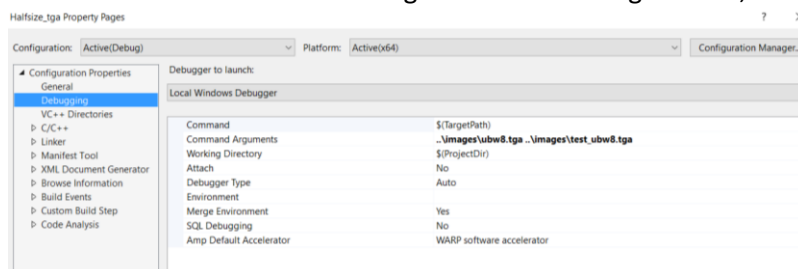 Halfsize_tga Property Pages ?
Configuration: Active(Debug) Platform: Active(x64) Configuration Manager..
Configuration Properties
General
Debugging
VC++ Directories
C/C++
Linker
Manifest Tool
XML Document Generator
Browse Information
Build Events
Custom Build Step
Code Analysis
Debugger to launch:
Local Windows Debugger
Command $(TargetPath)
Command Arguments ..\images\ubw8.tga ..\images\test_ubw8.tga
Working Directory $(ProjectDir)
Attach No
Debugger Type Auto
Environment
Merge Environment Yes
SQL Debugging No
Amp Default Accelerator WARP software accelerator